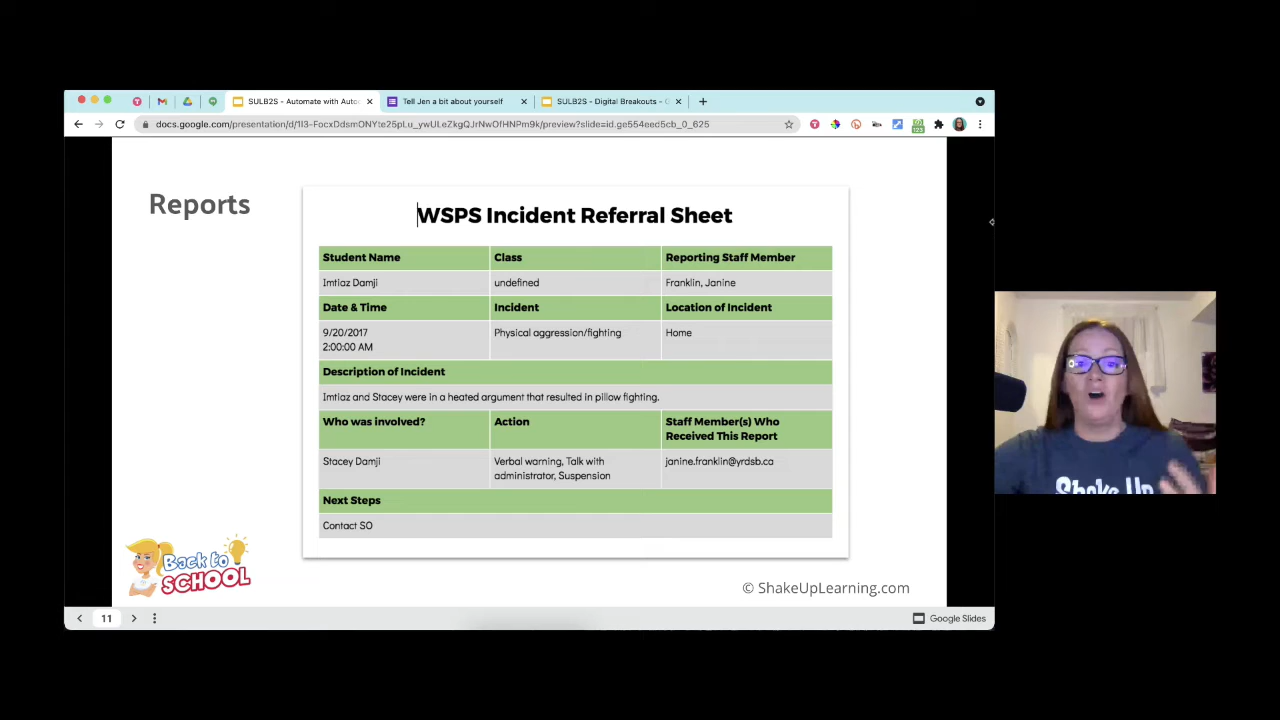 SULB2S - Automate with Autoc
Tell Jen a bit about yourself
SULB2S - Digital Breakouts - G
docs.google.com/presentation/d/1I3-FocxDdsmONYte25pLu_ywULeZkgQJrNwOfHNPm9k/preview?slide=id.ge554eed5cb_0_625
Reports
WSPS Incident Referral Sheet
Student Name Class Reporting Staff Member
Imtiaz Damji undefined Franklin, Janine
Date & Time Incident Location of Incident
9/20/2017 Physical aggression/fighting Home
2:00:00 AM
Description of Incident
Imtiaz and Stacey were in a heated argument that resulted in pillow fighting.
Who was involved? Action Staff Member(s) Who
Received This Report
Stacey Damji Verbal warning, Talk with janine.franklin@yrdsb.ca
administrator, Suspension
Next Steps
Contact SO
Back to
SCHOOL
© ShakeUpLearning.com
11
Google Slides
Shake Up